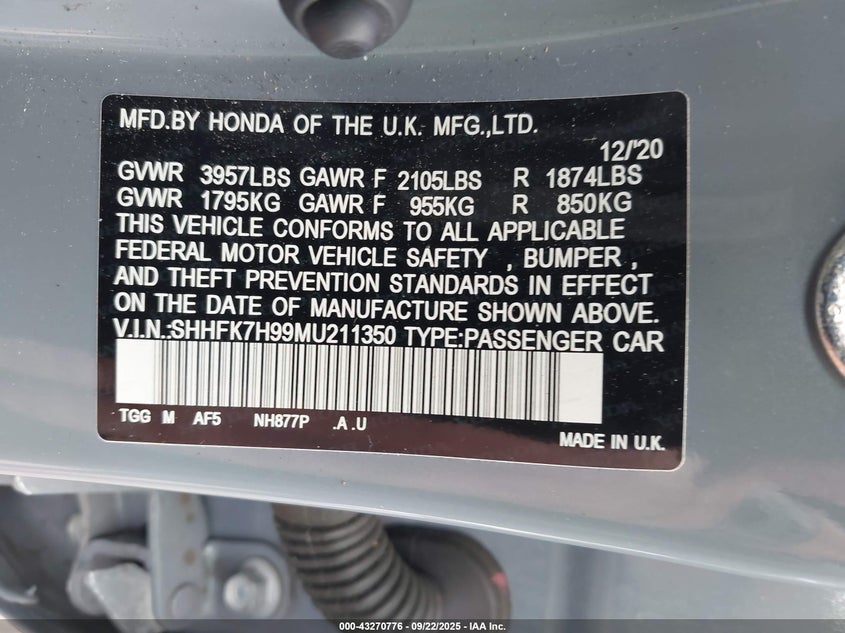 MFD.BY HONDA OF THE U.K. MFG.,LTD.
12/'20
GVWR 3957LBS GAWR F 2105LBS R 1874LBS
GVWR 1795KG GAWR F 955KG R 850KG
THIS VEHICLE CONFORMS TO ALL APPLICABLE
FEDERAL MOTOR VEHICLE SAFETY , BUMPER ,
AND THEFT PREVENTION STANDARDS IN EFFECT
ON THE DATE OF MANUFACTURE SHOWN ABOVE.
V.I.N.:SHHFK7H99MU211350 TYPE:PASSENGER CAR
TGG M AF5 NH877P .A .U
MADE IN U.K.
000-43270776 - 09/22/2025 - IAA Inc.